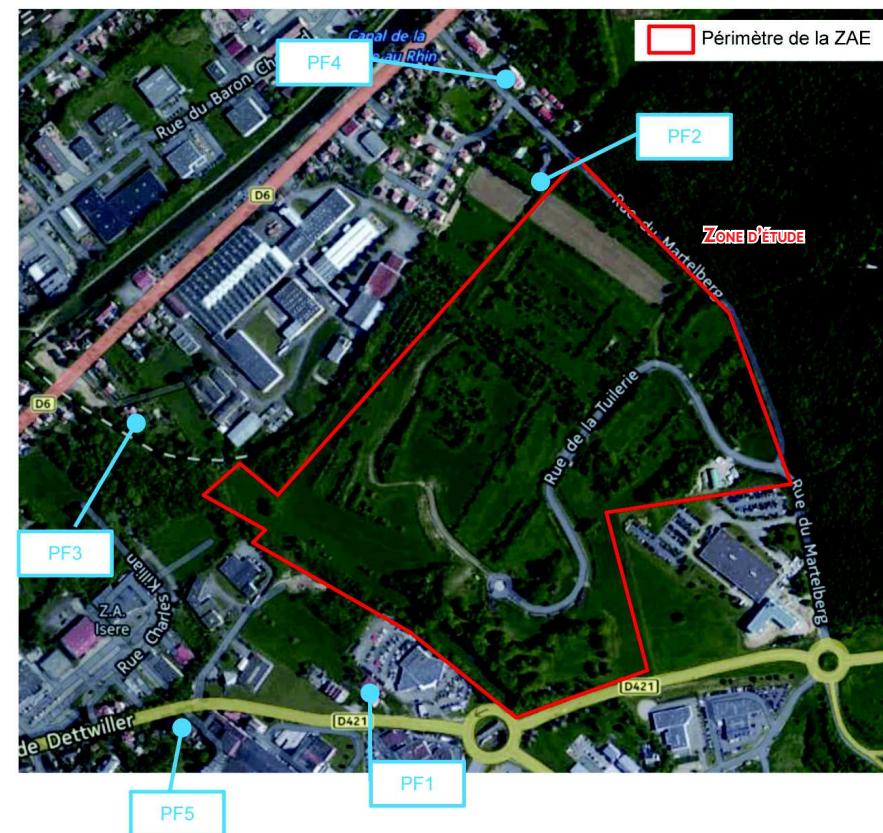 Périmètre de la ZAE
Canal de la
au Rhin
PF4
Rue du Baron
PF2
D6
Rue du Martelberg
ZONE D'ÉTUDE
D6
Rue de la Tuilerie
PF3
Rue du Martelberg
Z.A.
Isere
Rue Charles Killian
D421
D421
de Dettwiller
PF1
PF5